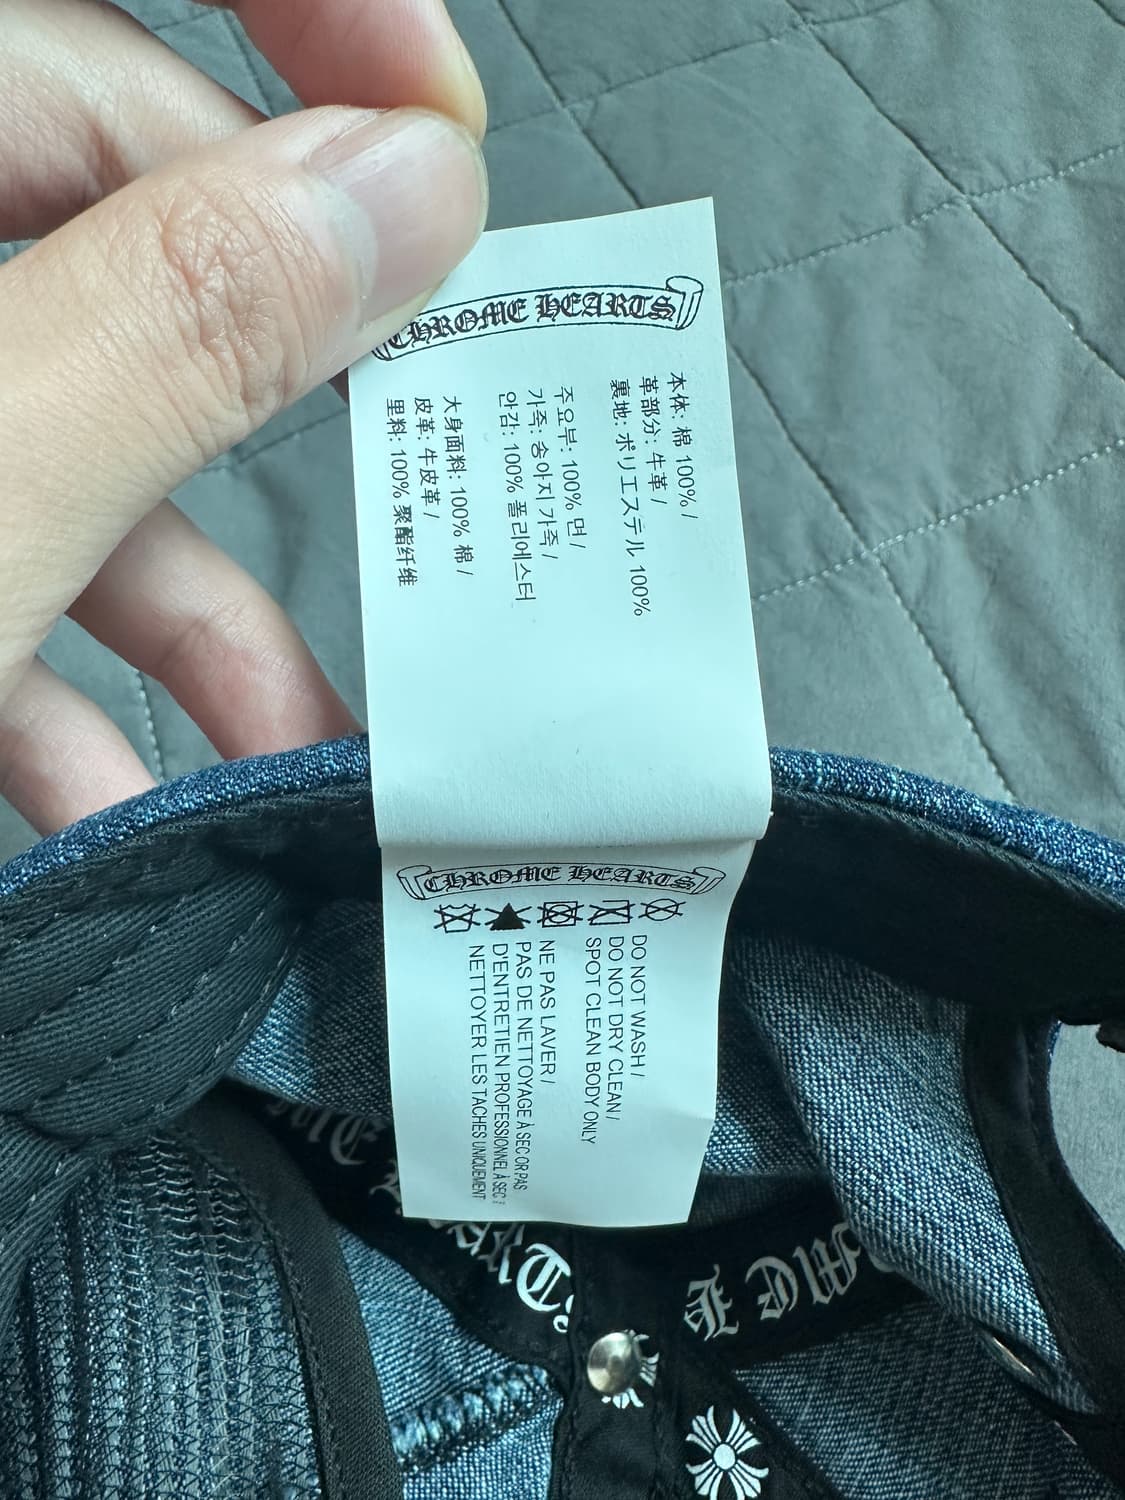 CHROME HEARTS
本体: 棉 100% /
革部分: 牛革 /
裏地: ポリエステル 100%
주요부: 100% 면 /
가죽: 송아지 가죽 /
안감: 100% 폴리에스터
大身面料: 100% 棉 /
皮革: 牛皮革 /
里料: 100% 聚酯纤维
CHROME HEARTS
DO NOT WASH /
DO NOT DRY CLEAN /
SPOT CLEAN BODY ONLY
NE PAS LAVER /
PAS DE NETTOYAGE À SEC OR PAS
D'ENTRETIEN PROFESSIONNEL À SEC ?
NETTOYER LES TACHES UNIQUEMENT